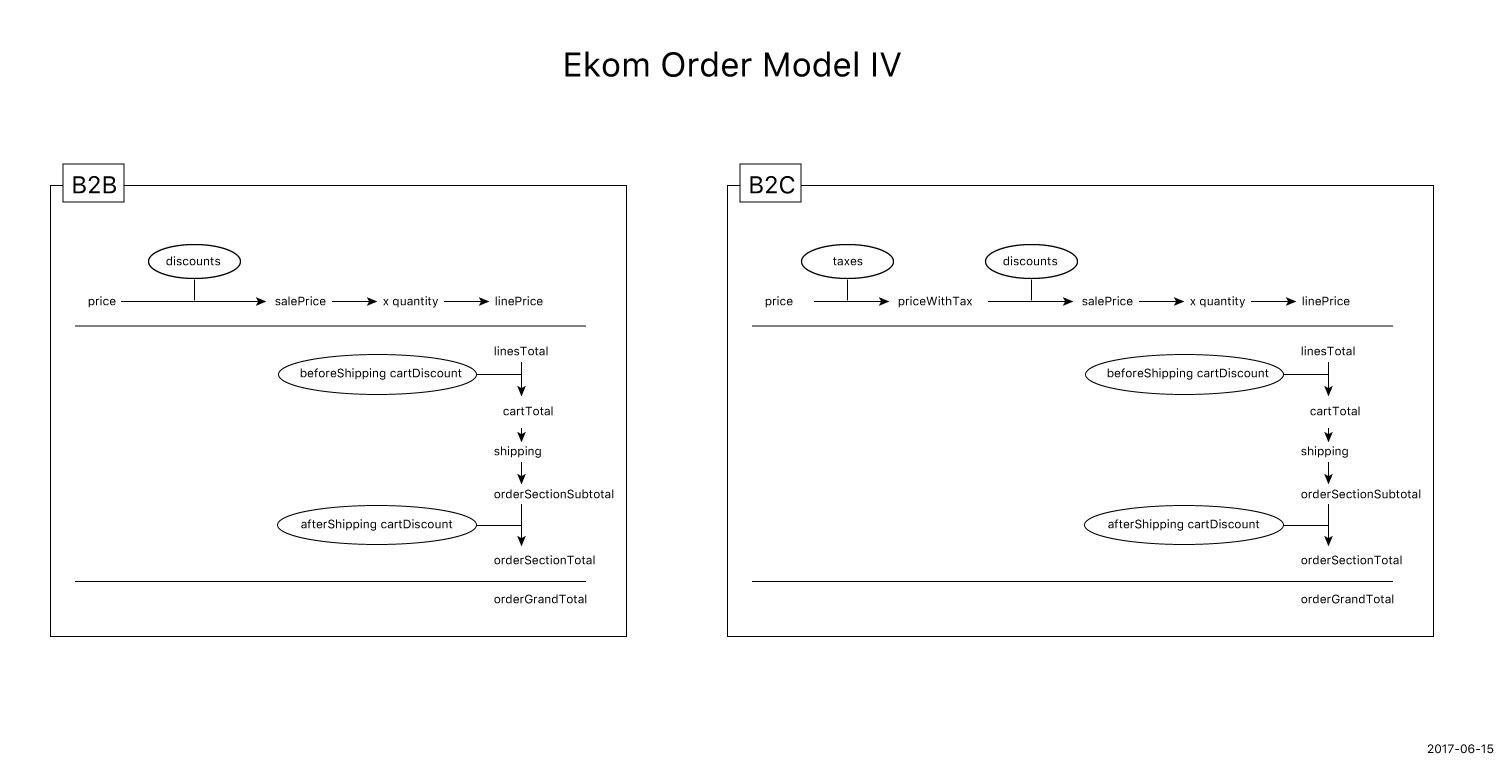 Ekom Order Model IV
B2B
discounts
price salePrice x quantity linePrice
linesTotal
beforeShipping cartDiscount
cartTotal
shipping
orderSectionSubtotal
afterShipping cartDiscount
orderSectionTotal
orderGrandTotal
B2C
taxes discounts
price priceWithTax salePrice x quantity linePrice
linesTotal
beforeShipping cartDiscount
cartTotal
shipping
orderSectionSubtotal
afterShipping cartDiscount
orderSectionTotal
orderGrandTotal
2017-06-15